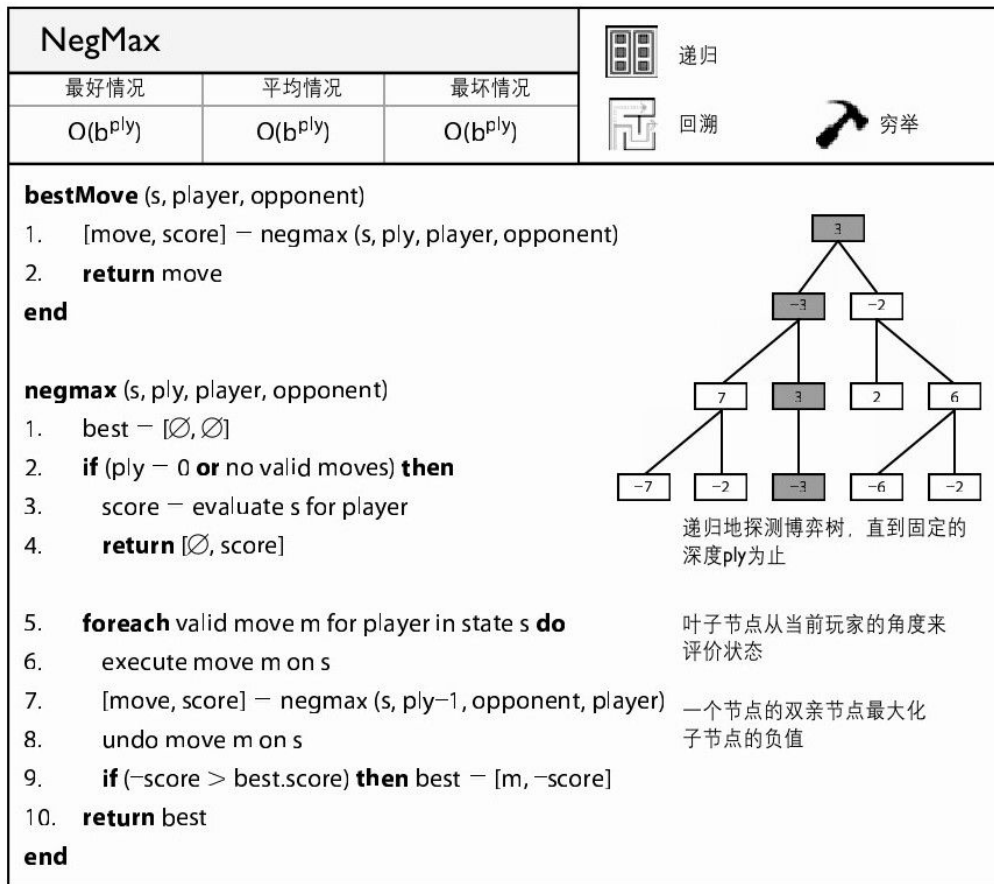 NegMax
最好情况 平均情况 最坏情况
O(b^ply) O(b^ply) O(b^ply)
递归
回溯 穷举
bestMove (s, player, opponent)
1. [move, score] − negmax (s, ply, player, opponent)
2. return move
end
negmax (s, ply, player, opponent)
1. best − [∅, ∅]
2. if (ply − 0 or no valid moves) then
3. score − evaluate s for player
4. return [∅, score]
5. foreach valid move m for player in state s do
6. execute move m on s
7. [move, score] − negmax (s, ply−1, opponent, player)
8. undo move m on s
9. if (−score > best.score) then best − [m, −score]
10. return best
end
3
−3 −2
7 3 2 6
−7 −2 −3 −6 −2
递归地探测博弈树，直到固定的
深度ply为止
叶子节点从当前玩家的角度来
评价状态
一个节点的双亲节点最大化
子节点的负值